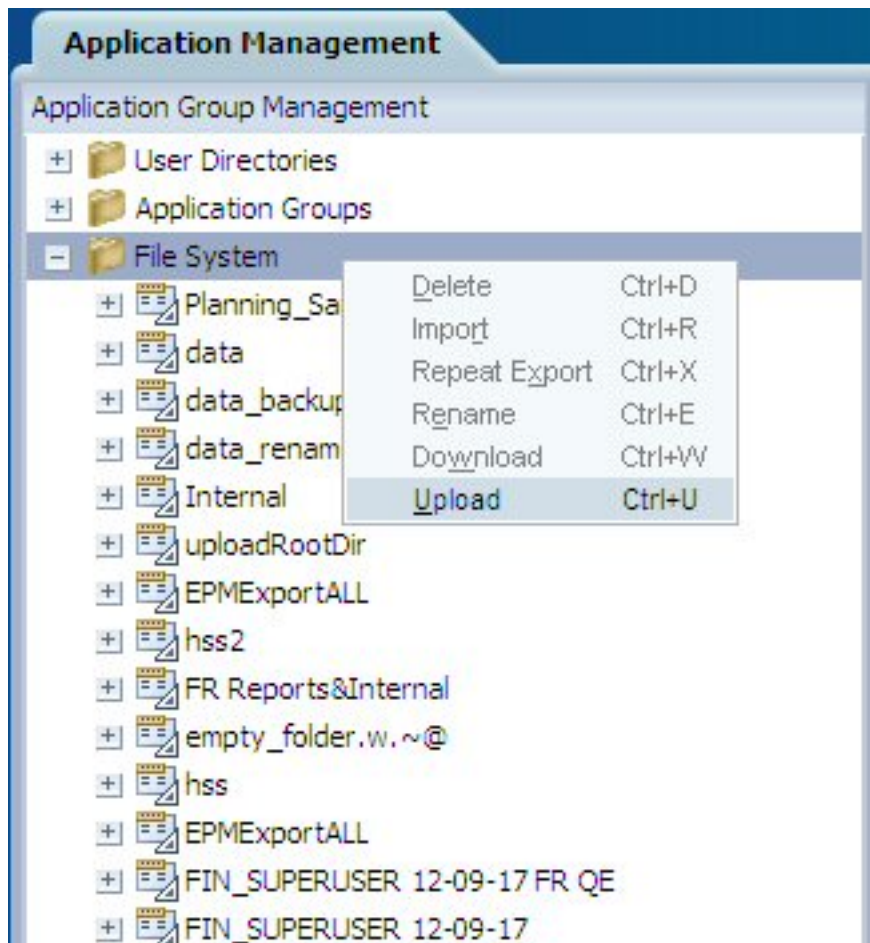 Application Management
Application Group Management
User Directories
Application Groups
File System
Planning_Sa
data
data_backup
data_renam
Internal
uploadRootDir
EPMExportALL
hss2
FR Reports&Internal
empty_folder.w.~@
hss
EPMExportALL
FIN_SUPERUSER 12-09-17 FR QE
FIN_SUPERUSER 12-09-17
Delete Ctrl+D
Import Ctrl+R
Repeat Export Ctrl+X
Rename Ctrl+E
Download Ctrl+W
Upload Ctrl+U